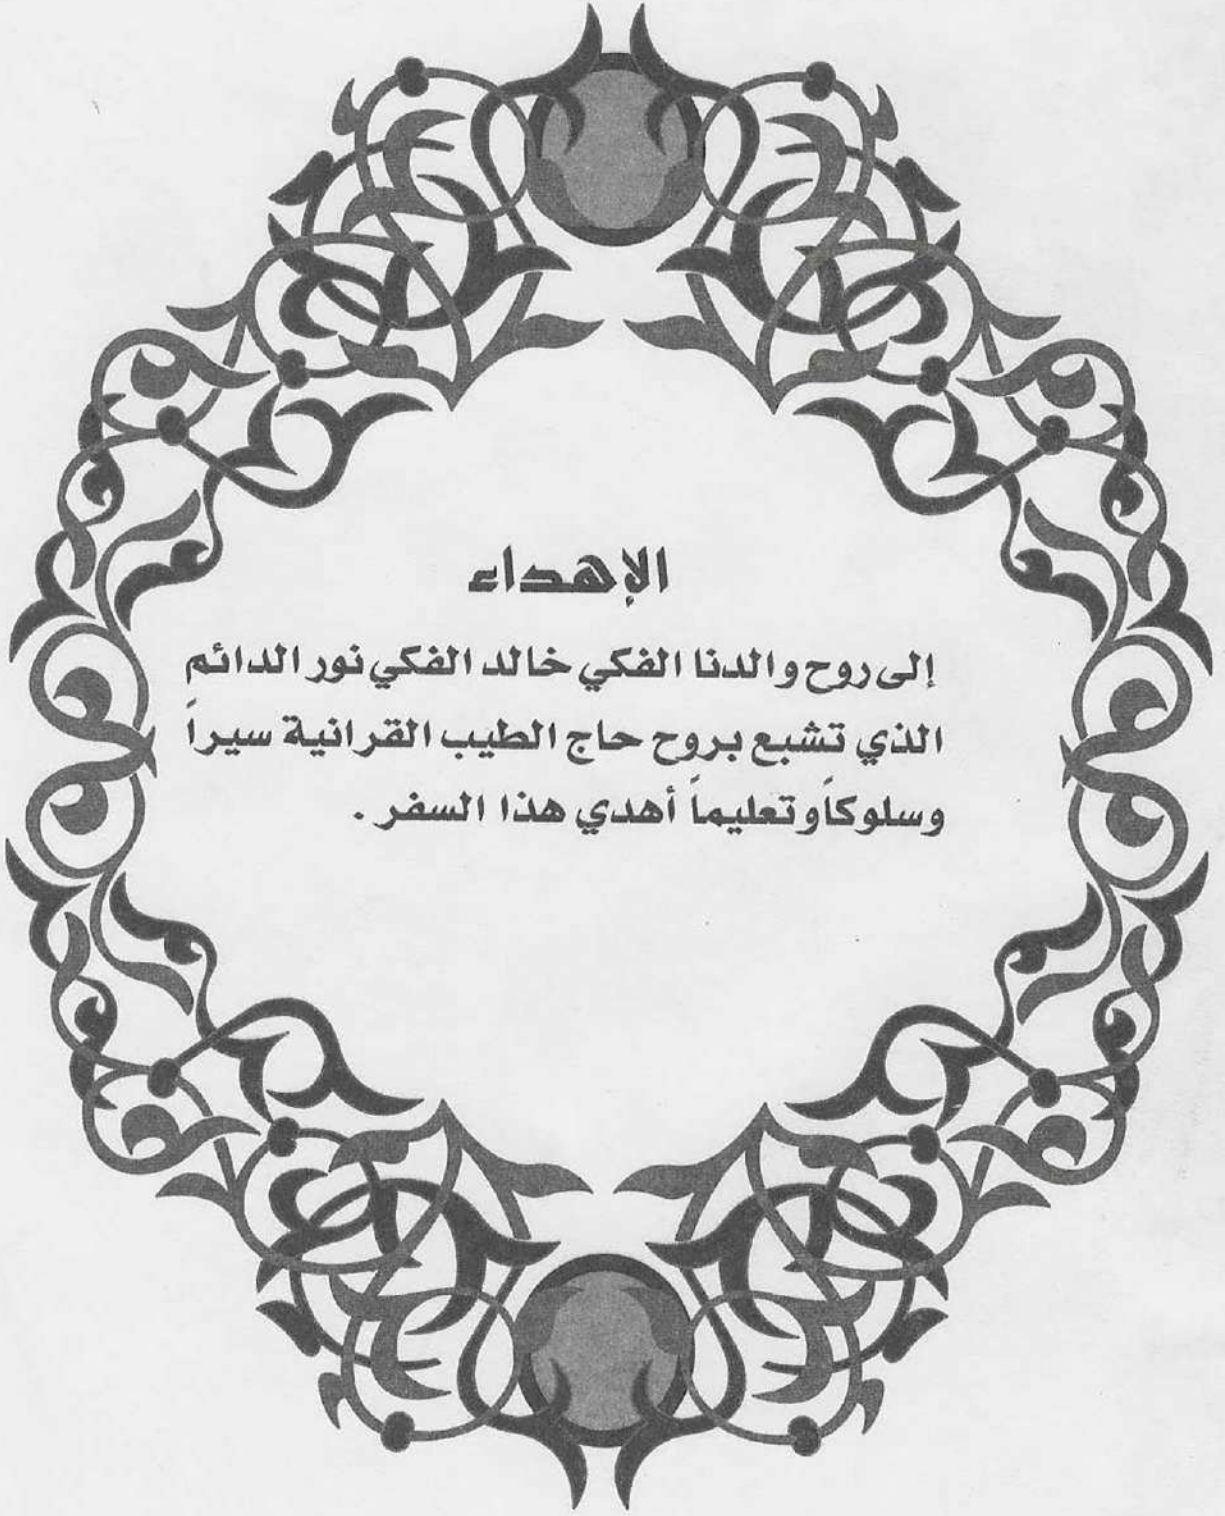 الإهداء
إلى روح والدنا الفكي خالد الفكي نور الدائم
الذي تشبع بروح حاج الطيب القرانية سيراً
وسلوكاً وتعليماً أهدي هذا السفر .